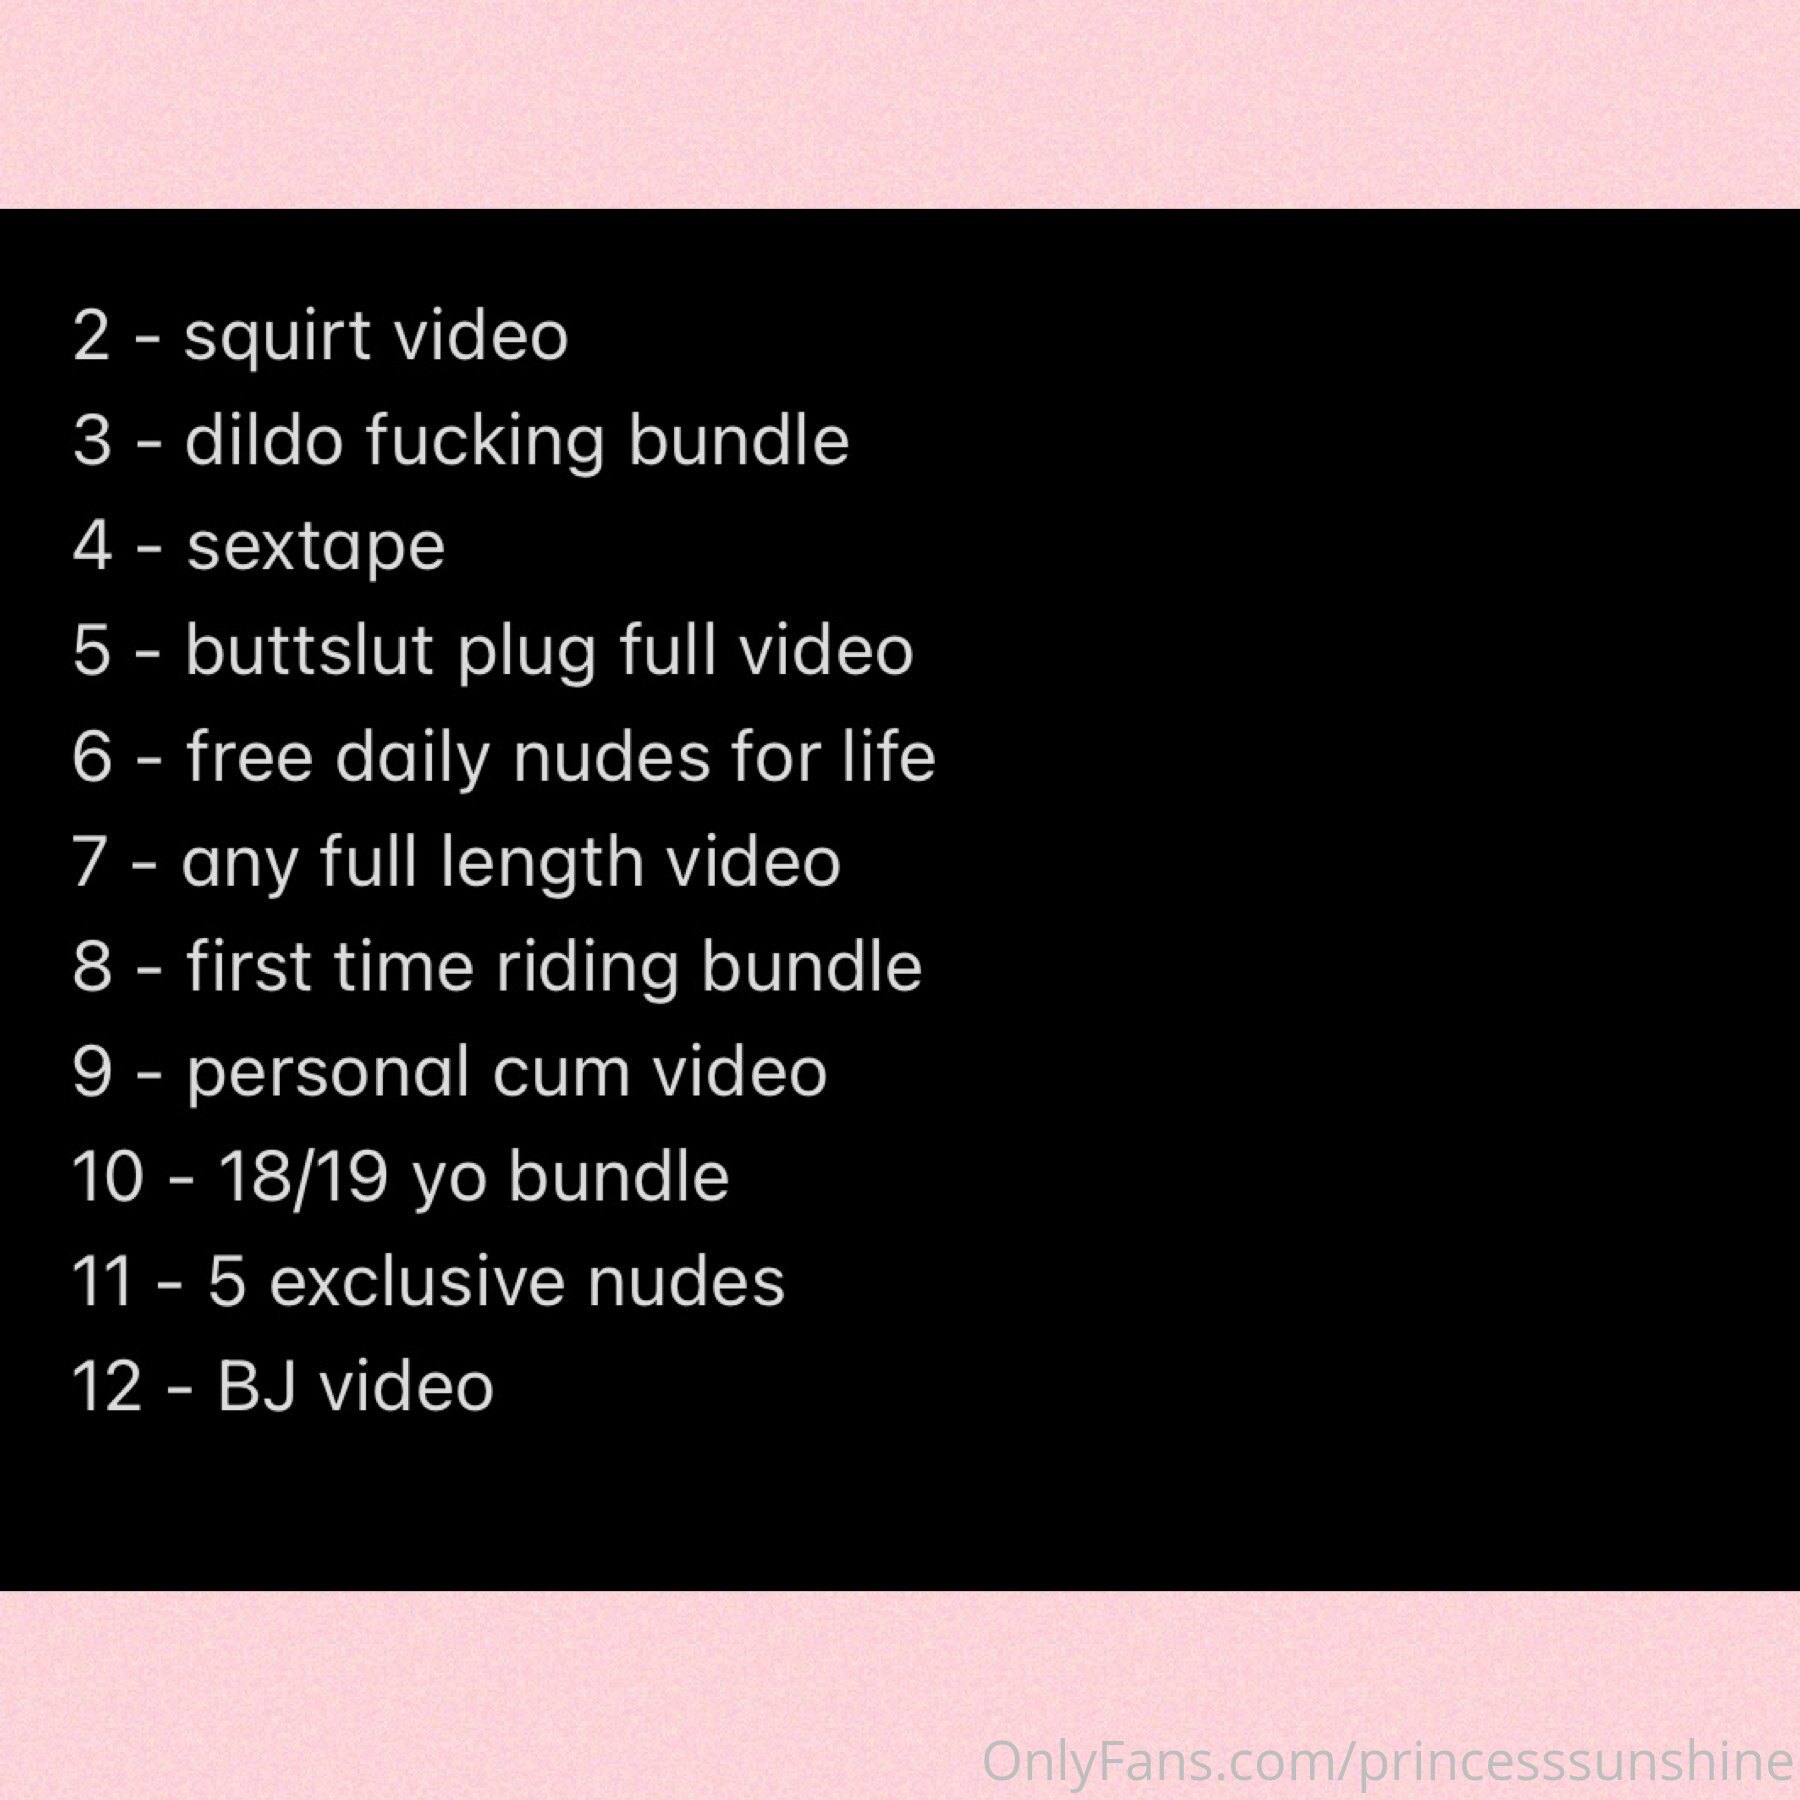 2 - squirt video
3 - dildo fucking bundle
4 - sextape
5 - buttslut plug full video
6 - free daily nudes for life
7 - any full length video
8 - first time riding bundle
9 - personal cum video
10 - 18/19 yo bundle
11 - 5 exclusive nudes
12 - BJ video
OnlyFans.com/princesssunshine